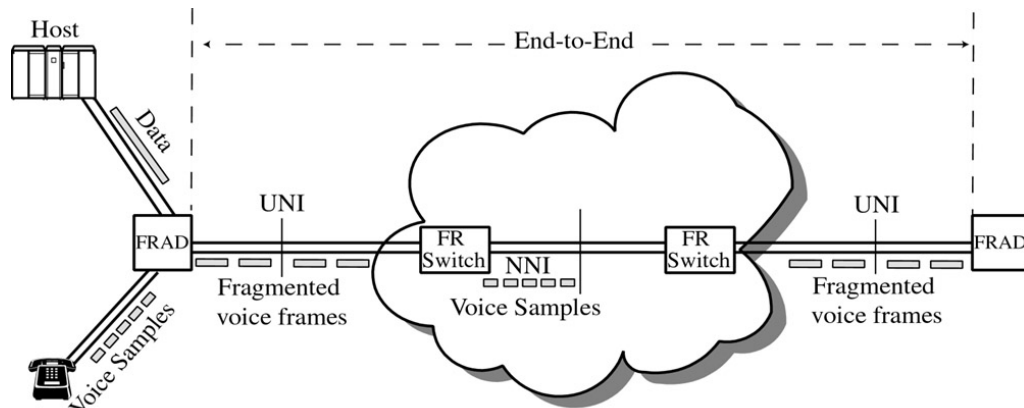 Host
End-to-End
Data
UNI
UNI
FRAD
FR
Switch
FR
Switch
FRAD
NNI
Fragmented
voice frames
Voice Samples
Fragmented
voice frames
Voice Samples